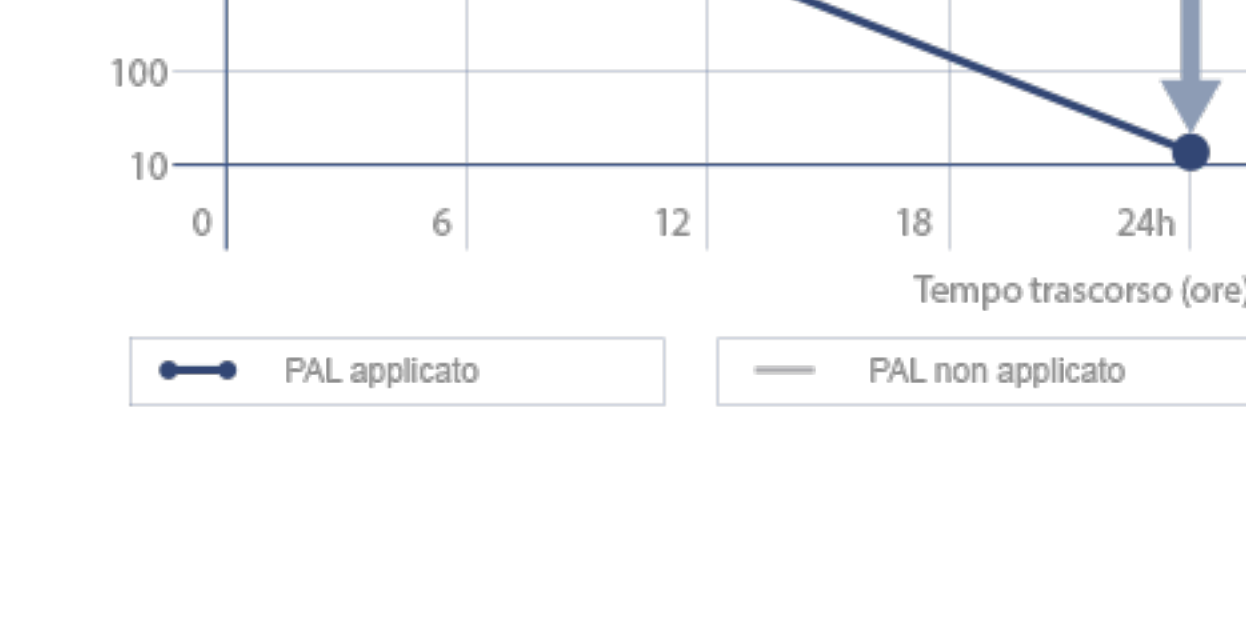 100
10
0 6 12 18 24h
Tempo trascorso (ore)
PAL applicato PAL non applicato